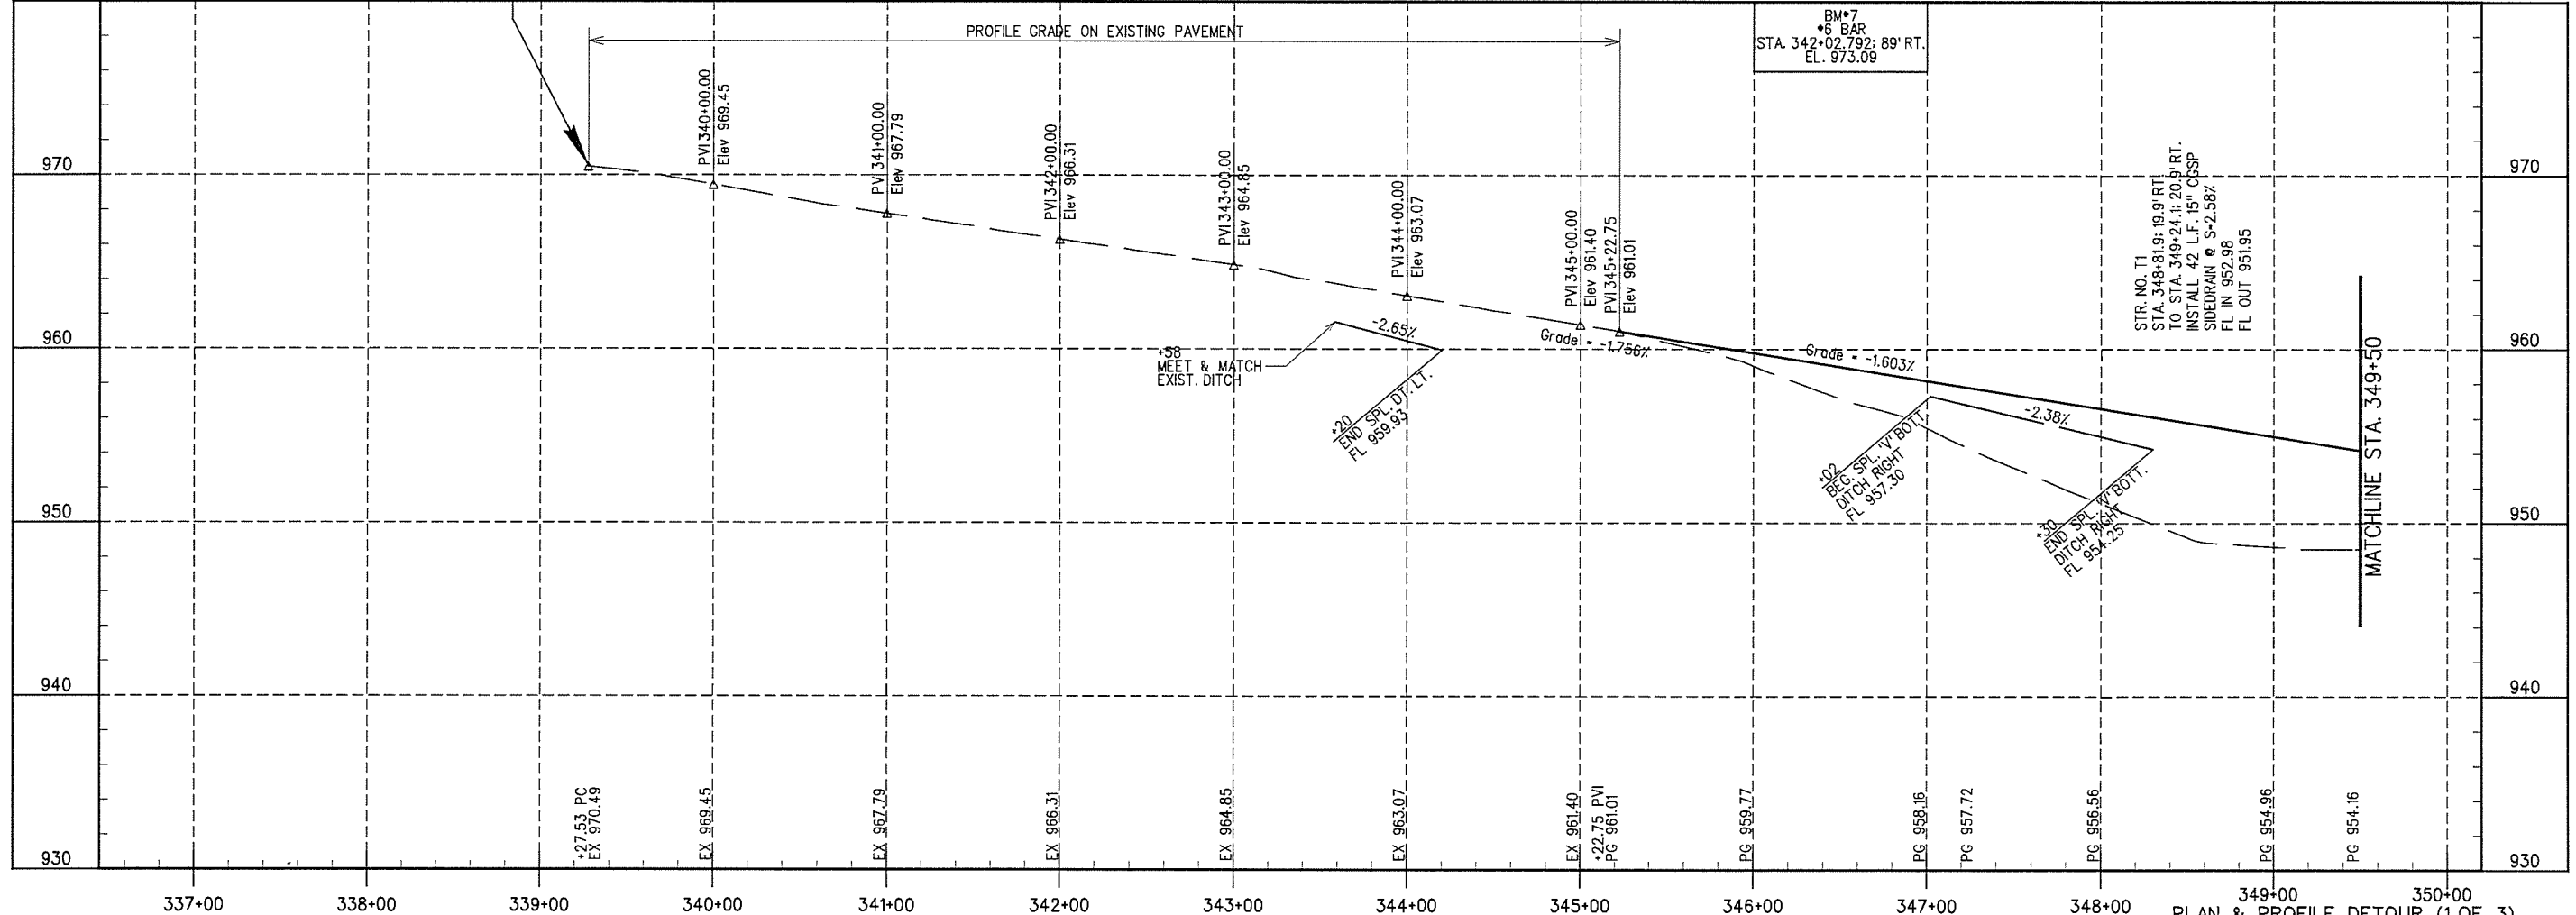 PROFILE GRADE ON EXISTING PAVEMENT
BM•7
•6 BAR
STA. 342+02.792; 89' RT.
EL. 973.09
PVI 340+00.00
Elev 969.45
PVI 341+00.00
Elev 967.79
PVI 342+00.00
Elev 966.31
PVI 343+00.00
Elev 964.85
PVI 344+00.00
Elev 963.07
PVI 345+00.00
Elev 961.40
PVI 345+22.75
Elev 961.01
970
970
960
960
950
950
940
940
930
930
+58
MEET & MATCH
EXIST. DITCH
-2.65%
+20
END SPL. DT. LT.
FL 959.93
Grade1 = -1.756%
Grade = -1.603%
+02
BEG. SPL. 'V' BOTT.
DITCH RIGHT
FL 957.30
-2.38%
+30
END SPL. 'V' BOTT.
DITCH RIGHT
FL 954.25
STR. NO. T1
STA. 348+81.9; 19.9' RT.
TO STA. 349+24.1; 20.9' RT.
INSTALL 42 L.F. 15" CGSP
SIDEDRAIN @ S=2.58%
FL IN 952.98
FL OUT 951.95
MATCHLINE STA. 349+50
+27.53 PC
EX 970.49
EX 969.45
EX 967.79
EX 966.31
EX 964.85
EX 963.07
EX 961.40
+22.75 PVI
PG 961.01
PG 959.77
PG 958.16
PG 957.72
PG 956.56
PG 954.96
PG 954.16
337+00
338+00
339+00
340+00
341+00
342+00
343+00
344+00
345+00
346+00
347+00
348+00
349+00
350+00
PLAN & PROFILE DETOUR (1 OF 3)